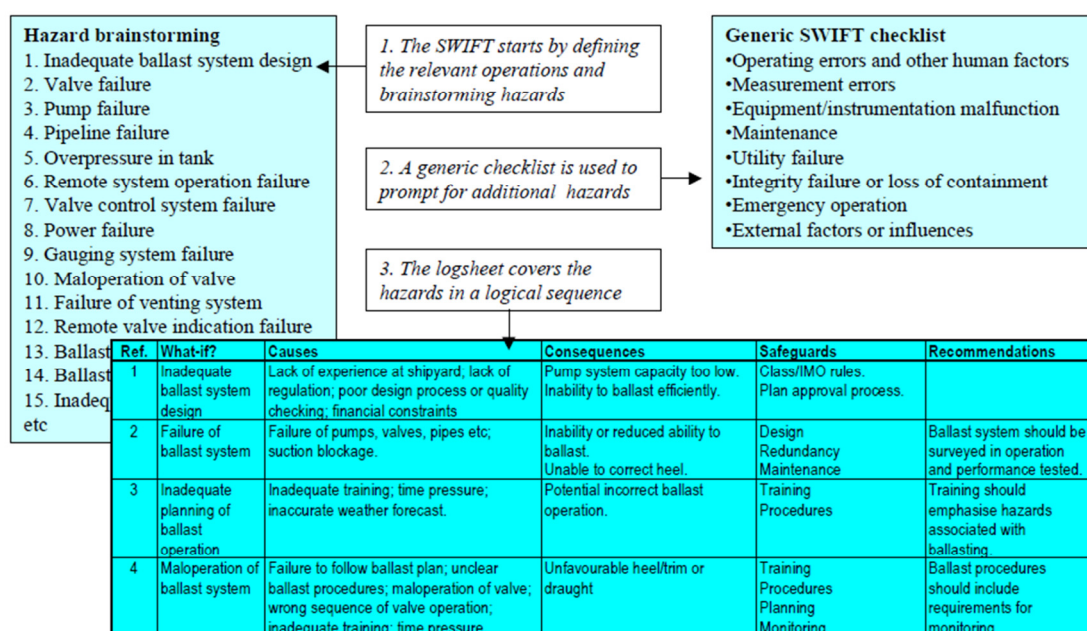 Hazard brainstorming
1. Inadequate ballast system design
2. Valve failure
3. Pump failure
4. Pipeline failure
5. Overpressure in tank
6. Remote system operation failure
7. Valve control system failure
8. Power failure
9. Gauging system failure
10. Maloperation of valve
11. Failure of venting system
12. Remote valve indication failure
13. Ballast
14. Ballast
15. Inadeq
etc
1. The SWIFT starts by defining
the relevant operations and
brainstorming hazards
2. A generic checklist is used to
prompt for additional hazards
3. The logsheet covers the
hazards in a logical sequence
Generic SWIFT checklist
•Operating errors and other human factors
•Measurement errors
•Equipment/instrumentation malfunction
•Maintenance
•Utility failure
•Integrity failure or loss of containment
•Emergency operation
•External factors or influences
Ref. What-if? Causes Consequences Safeguards Recommendations
1 Inadequate Lack of experience at shipyard; lack of Pump system capacity too low. Class/IMO rules.
ballast system regulation; poor design process or quality Inability to ballast efficiently. Plan approval process.
design checking; financial constraints
2 Failure of Failure of pumps, valves, pipes etc; Inability or reduced ability to Design Ballast system should be
ballast system suction blockage. ballast. Redundancy surveyed in operation
Unable to correct heel. Maintenance and performance tested.
3 Inadequate Inadequate training; time pressure; Potential incorrect ballast Training Training should
planning of inaccurate weather forecast. operation. Procedures emphasise hazards
ballast associated with
operation ballasting.
4 Maloperation of Failure to follow ballast plan; unclear Unfavourable heel/trim or Training Ballast procedures
ballast system ballast procedures; maloperation of valve; draught Procedures should include
wrong sequence of valve operation; Planning requirements for
inadequate training; time pressure Monitoring monitoring